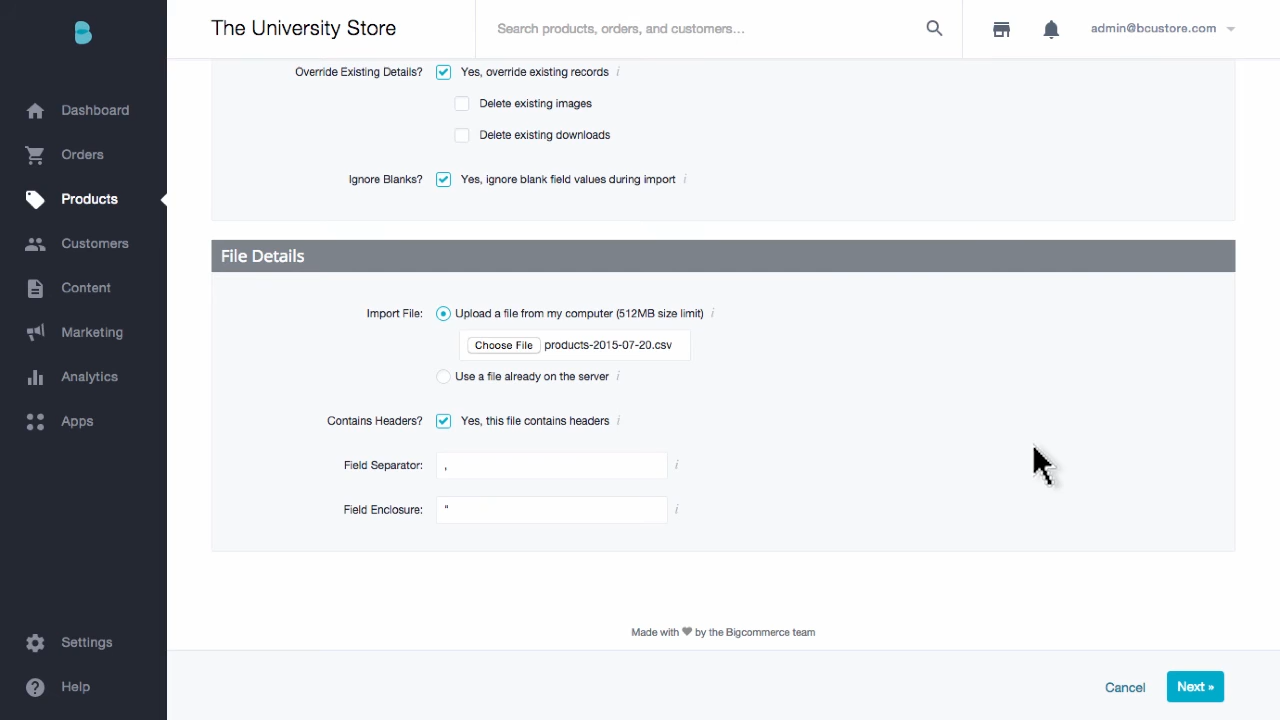 The University Store
Search products, orders, and customers...
admin@bcustore.com
Dashboard
Orders
Products
Customers
Content
Marketing
Analytics
Apps
Settings
Help
Override Existing Details? Yes, override existing records i
Delete existing images
Delete existing downloads
Ignore Blanks? Yes, ignore blank field values during import i
File Details
Import File: Upload a file from my computer (512MB size limit) i
Choose File products-2015-07-20.csv
Use a file already on the server i
Contains Headers? Yes, this file contains headers i
Field Separator: , i
Field Enclosure: " i
Made with ♥ by the Bigcommerce team
Cancel Next »